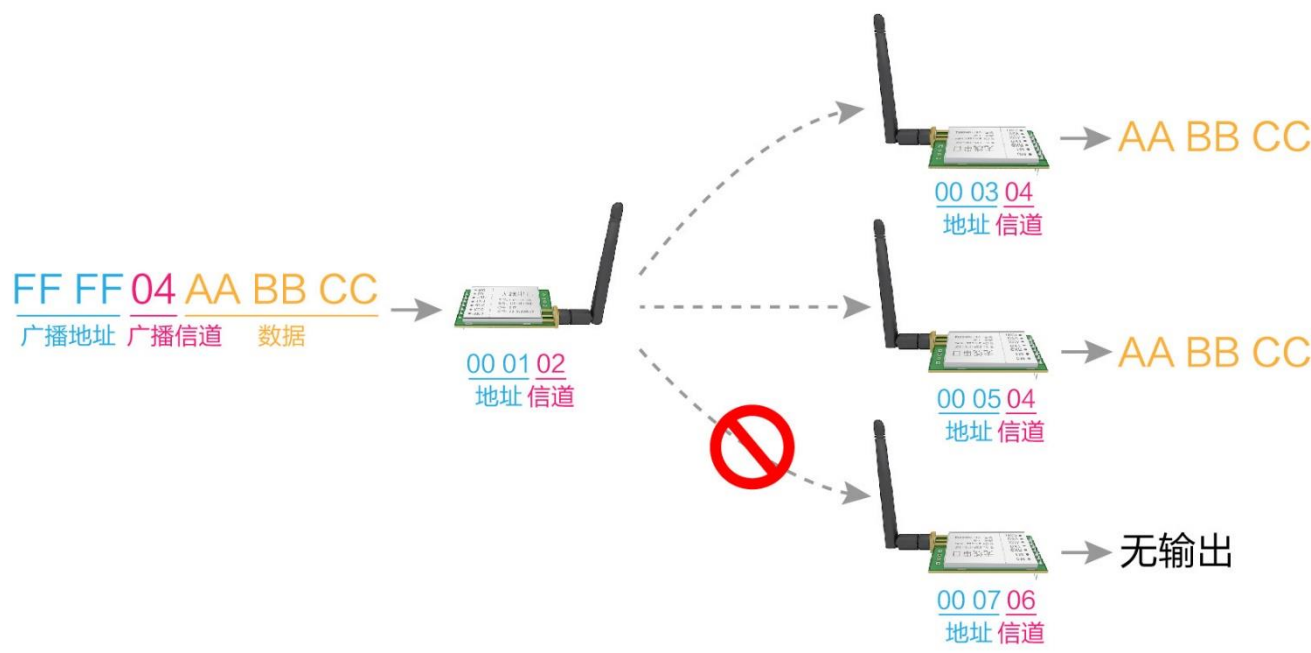 FF FF 04 AA BB CC
广播地址 广播信道 数据
00 01 02
地址 信道
AA BB CC
00 03 04
地址 信道
AA BB CC
00 05 04
地址 信道
无输出
00 07 06
地址 信道